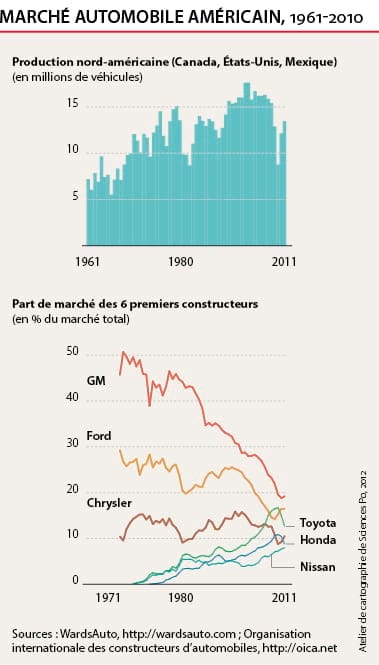 MARCHÉ AUTOMOBILE AMÉRICAIN, 1961-2010
Production nord-américaine (Canada, États-Unis, Mexique)
(en millions de véhicules)
15
10
5
1961 1980 2011
Part de marché des 6 premiers constructeurs
(en % du marché total)
50
GM
40
Ford
30
20
Chrysler
Toyota
10
Honda
Nissan
0
1971 1980 2011
Sources : WardsAuto, http://wardsauto.com ; Organisation
internationale des constructeurs d'automobiles, http://oica.net
Atelier de cartographie de Sciences Po, 2012